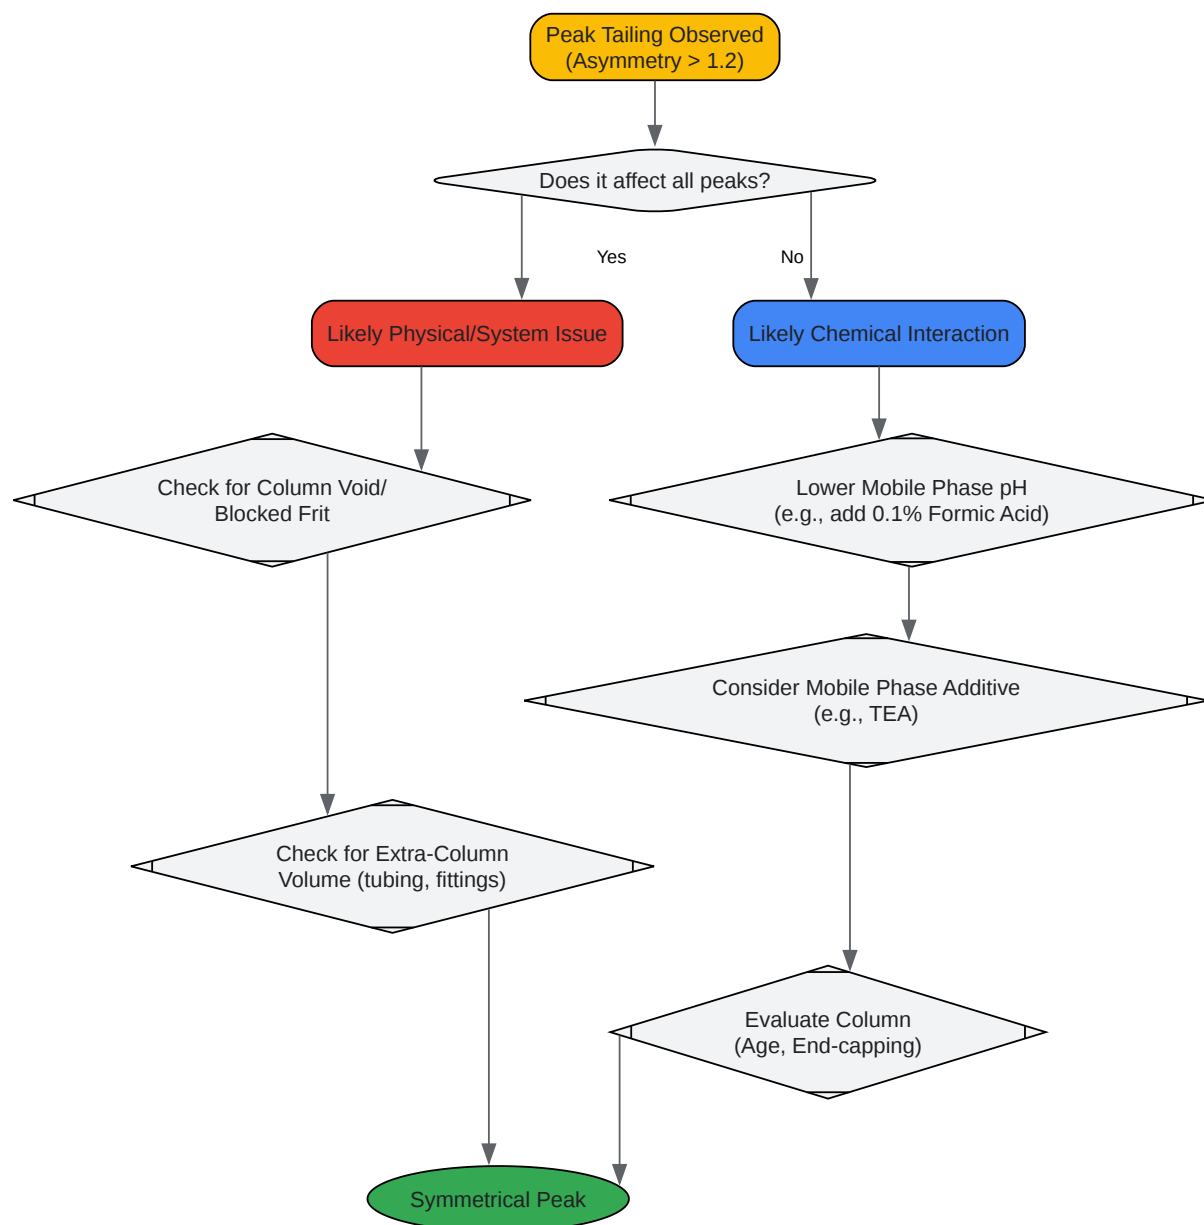 Peak Tailing Observed
(Asymmetry > 1.2)
Does it affect all peaks?
Yes
No
Likely Physical/System Issue
Likely Chemical Interaction
Check for Column Void/
Blocked Frit
Lower Mobile Phase pH
(e.g., add 0.1% Formic Acid)
Consider Mobile Phase Additive
(e.g., TEA)
Check for Extra-Column
Volume (tubing, fittings)
Evaluate Column
(Age, End-capping)
Symmetrical Peak